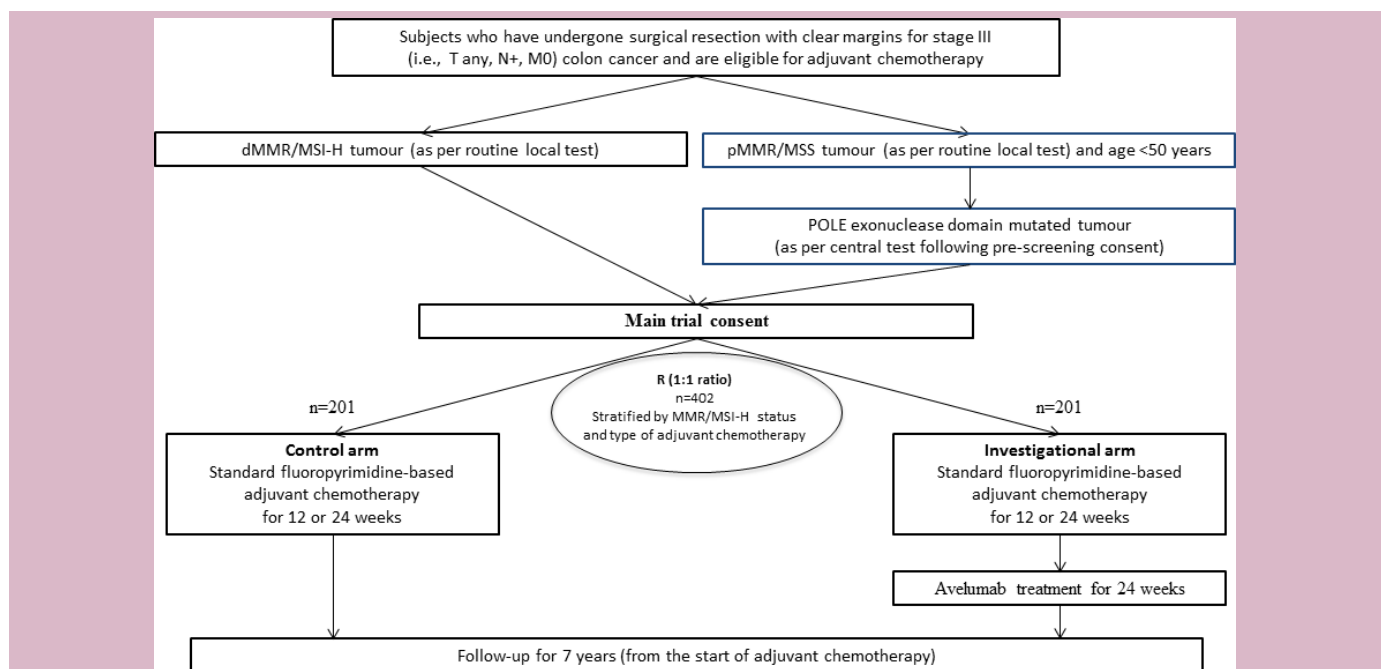 Subjects who have undergone surgical resection with clear margins for stage III
(i.e., T any, N+, M0) colon cancer and are eligible for adjuvant chemotherapy
dMMR/MSI-H tumour (as per routine local test)
pMMR/MSS tumour (as per routine local test) and age <50 years
POLE exonuclease domain mutated tumour
(as per central test following pre-screening consent)
Main trial consent
R (1:1 ratio)
n=402
Stratified by MMR/MSI-H status
and type of adjuvant chemotherapy
n=201
Control arm
Standard fluoropyrimidine-based
adjuvant chemotherapy
for 12 or 24 weeks
n=201
Investigational arm
Standard fluoropyrimidine-based
adjuvant chemotherapy
for 12 or 24 weeks
Avelumab treatment for 24 weeks
Follow-up for 7 years (from the start of adjuvant chemotherapy)